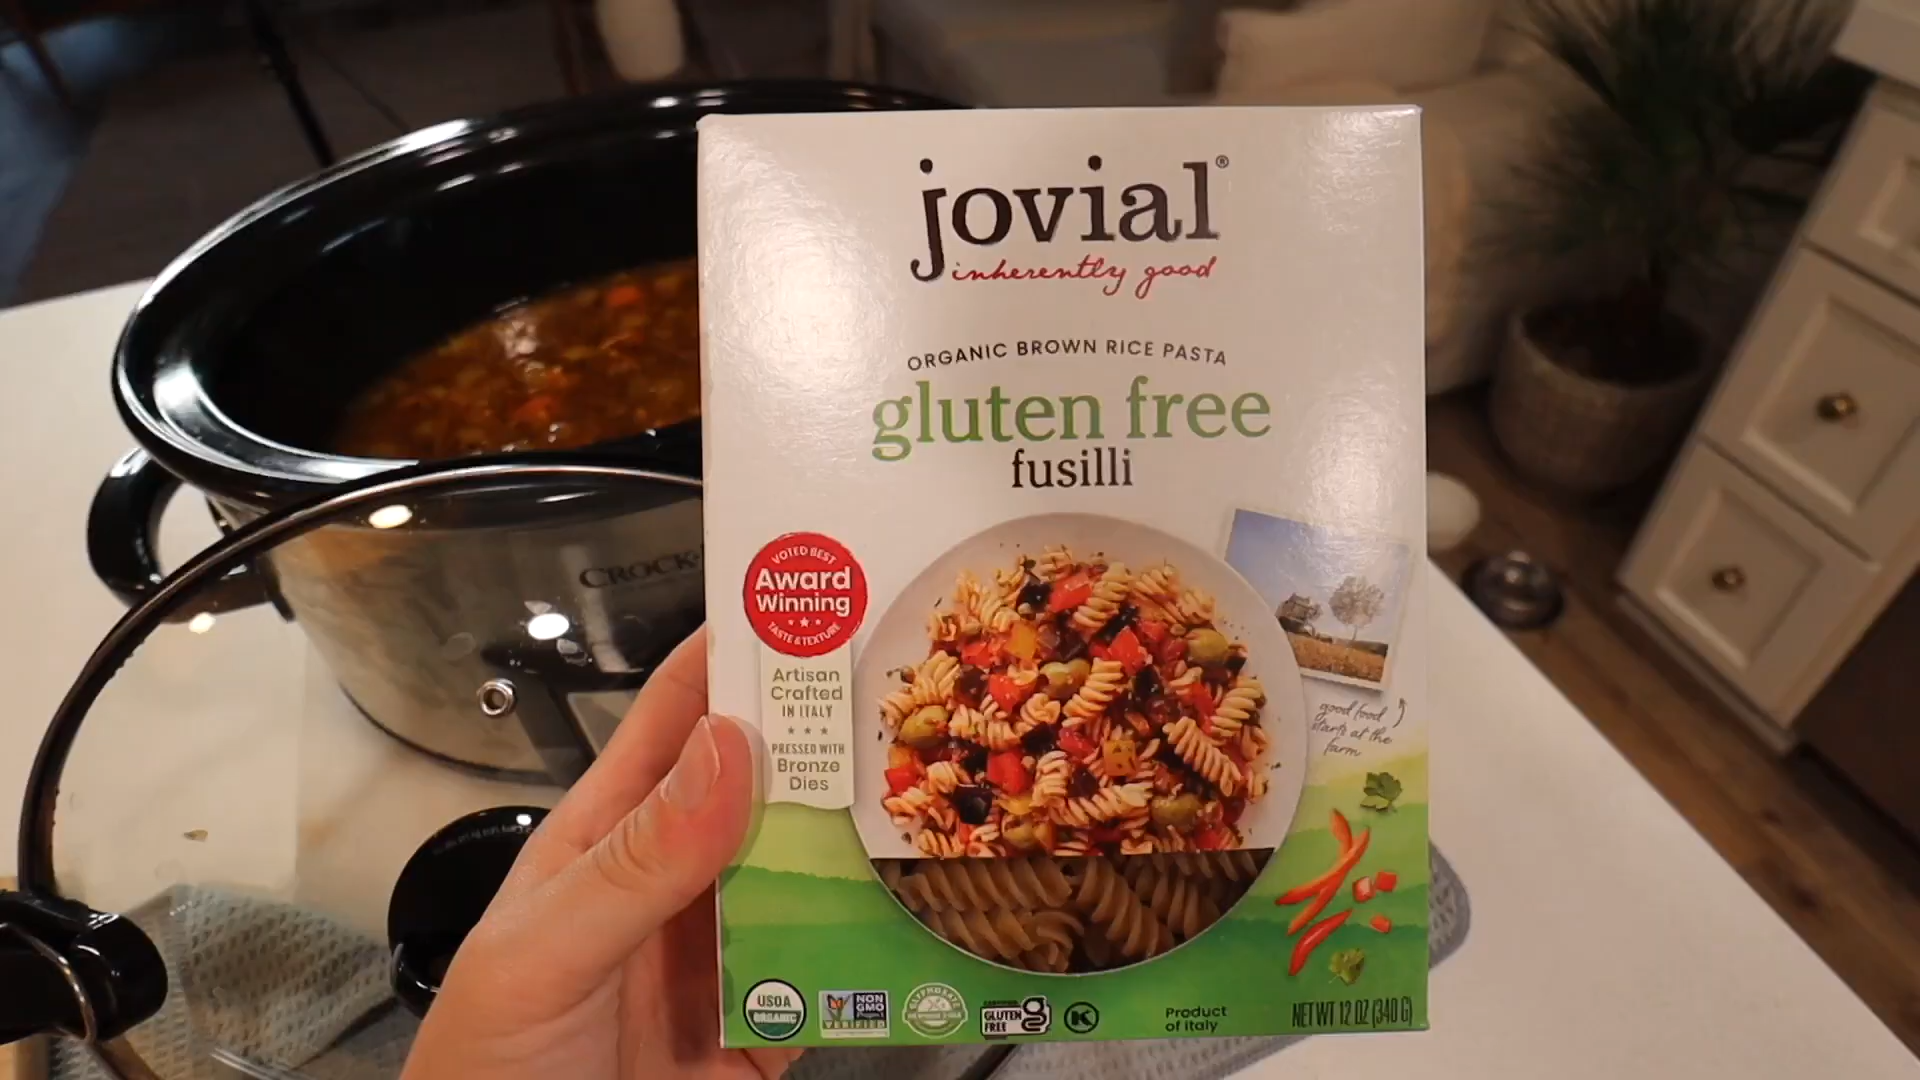 jovial®
inherently good
ORGANIC BROWN RICE PASTA
gluten free
fusilli
VOTED BEST
Award
Winning
TASTE & TEXTURE
Artisan
Crafted
IN ITALY
PRESSED WITH
Bronze
Dies
good food
starts at the
farm
CROCK-
USDA
ORGANIC
NON
GMO
Project
VERIFIED
CERTIFIED
GLUTEN
FREE
K
Product
of Italy
NET WT 12 OZ (340 G)